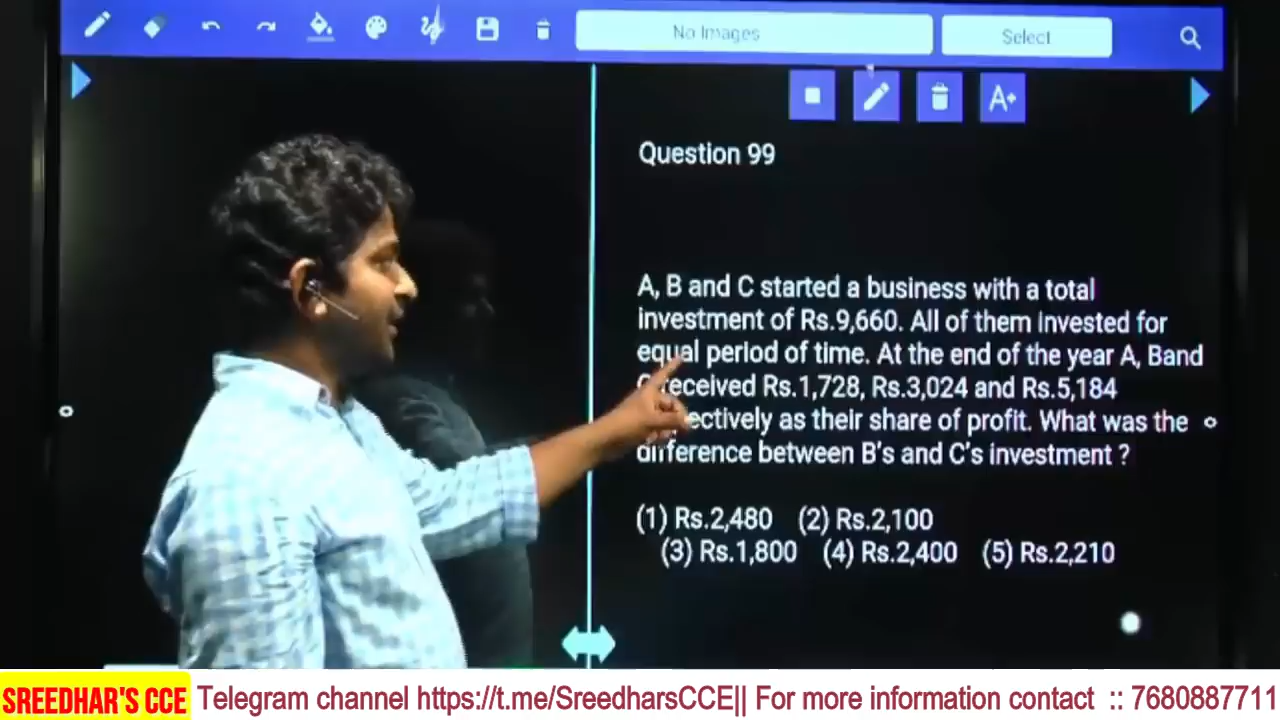 No Images
Select
A+
Question 99
A, B and C started a business with a total
investment of Rs.9,660. All of them invested for
equal period of time. At the end of the year A, Band
received Rs.1,728, Rs.3,024 and Rs.5,184
ectively as their share of profit. What was the
difference between B's and C's investment ?
(1) Rs.2,480 (2) Rs.2,100
(3) Rs.1,800 (4) Rs.2,400 (5) Rs.2,210
SREEDHAR'S CCE Telegram channel https://t.me/SreedharsCCE|| For more information contact :: 7680887711